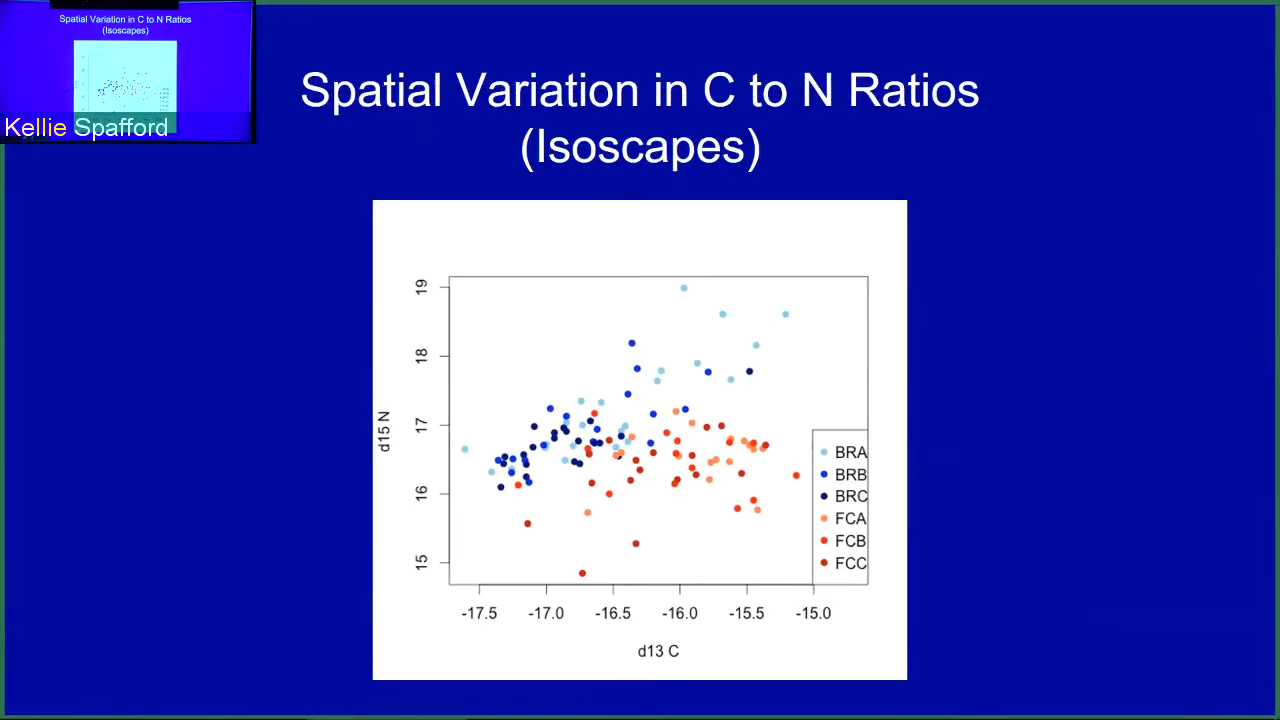 Spatial Variation in C to N Ratios
(Isoscapes)
Kellie Spafford
Spatial Variation in C to N Ratios
(Isoscapes)
19
18
17
16
15
d15 N
BRA
BRB
BRC
FCA
FCB
FCC
-17.5 -17.0 -16.5 -16.0 -15.5 -15.0
d13 C